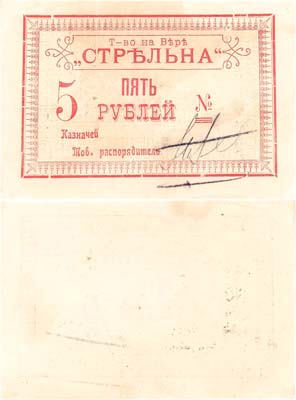 Т-во на Вѣрѣ
„СТРѢЛЬНА“
5 ПЯТЬ
РУБЛЕЙ №
Казначей
Тов. распорядитель